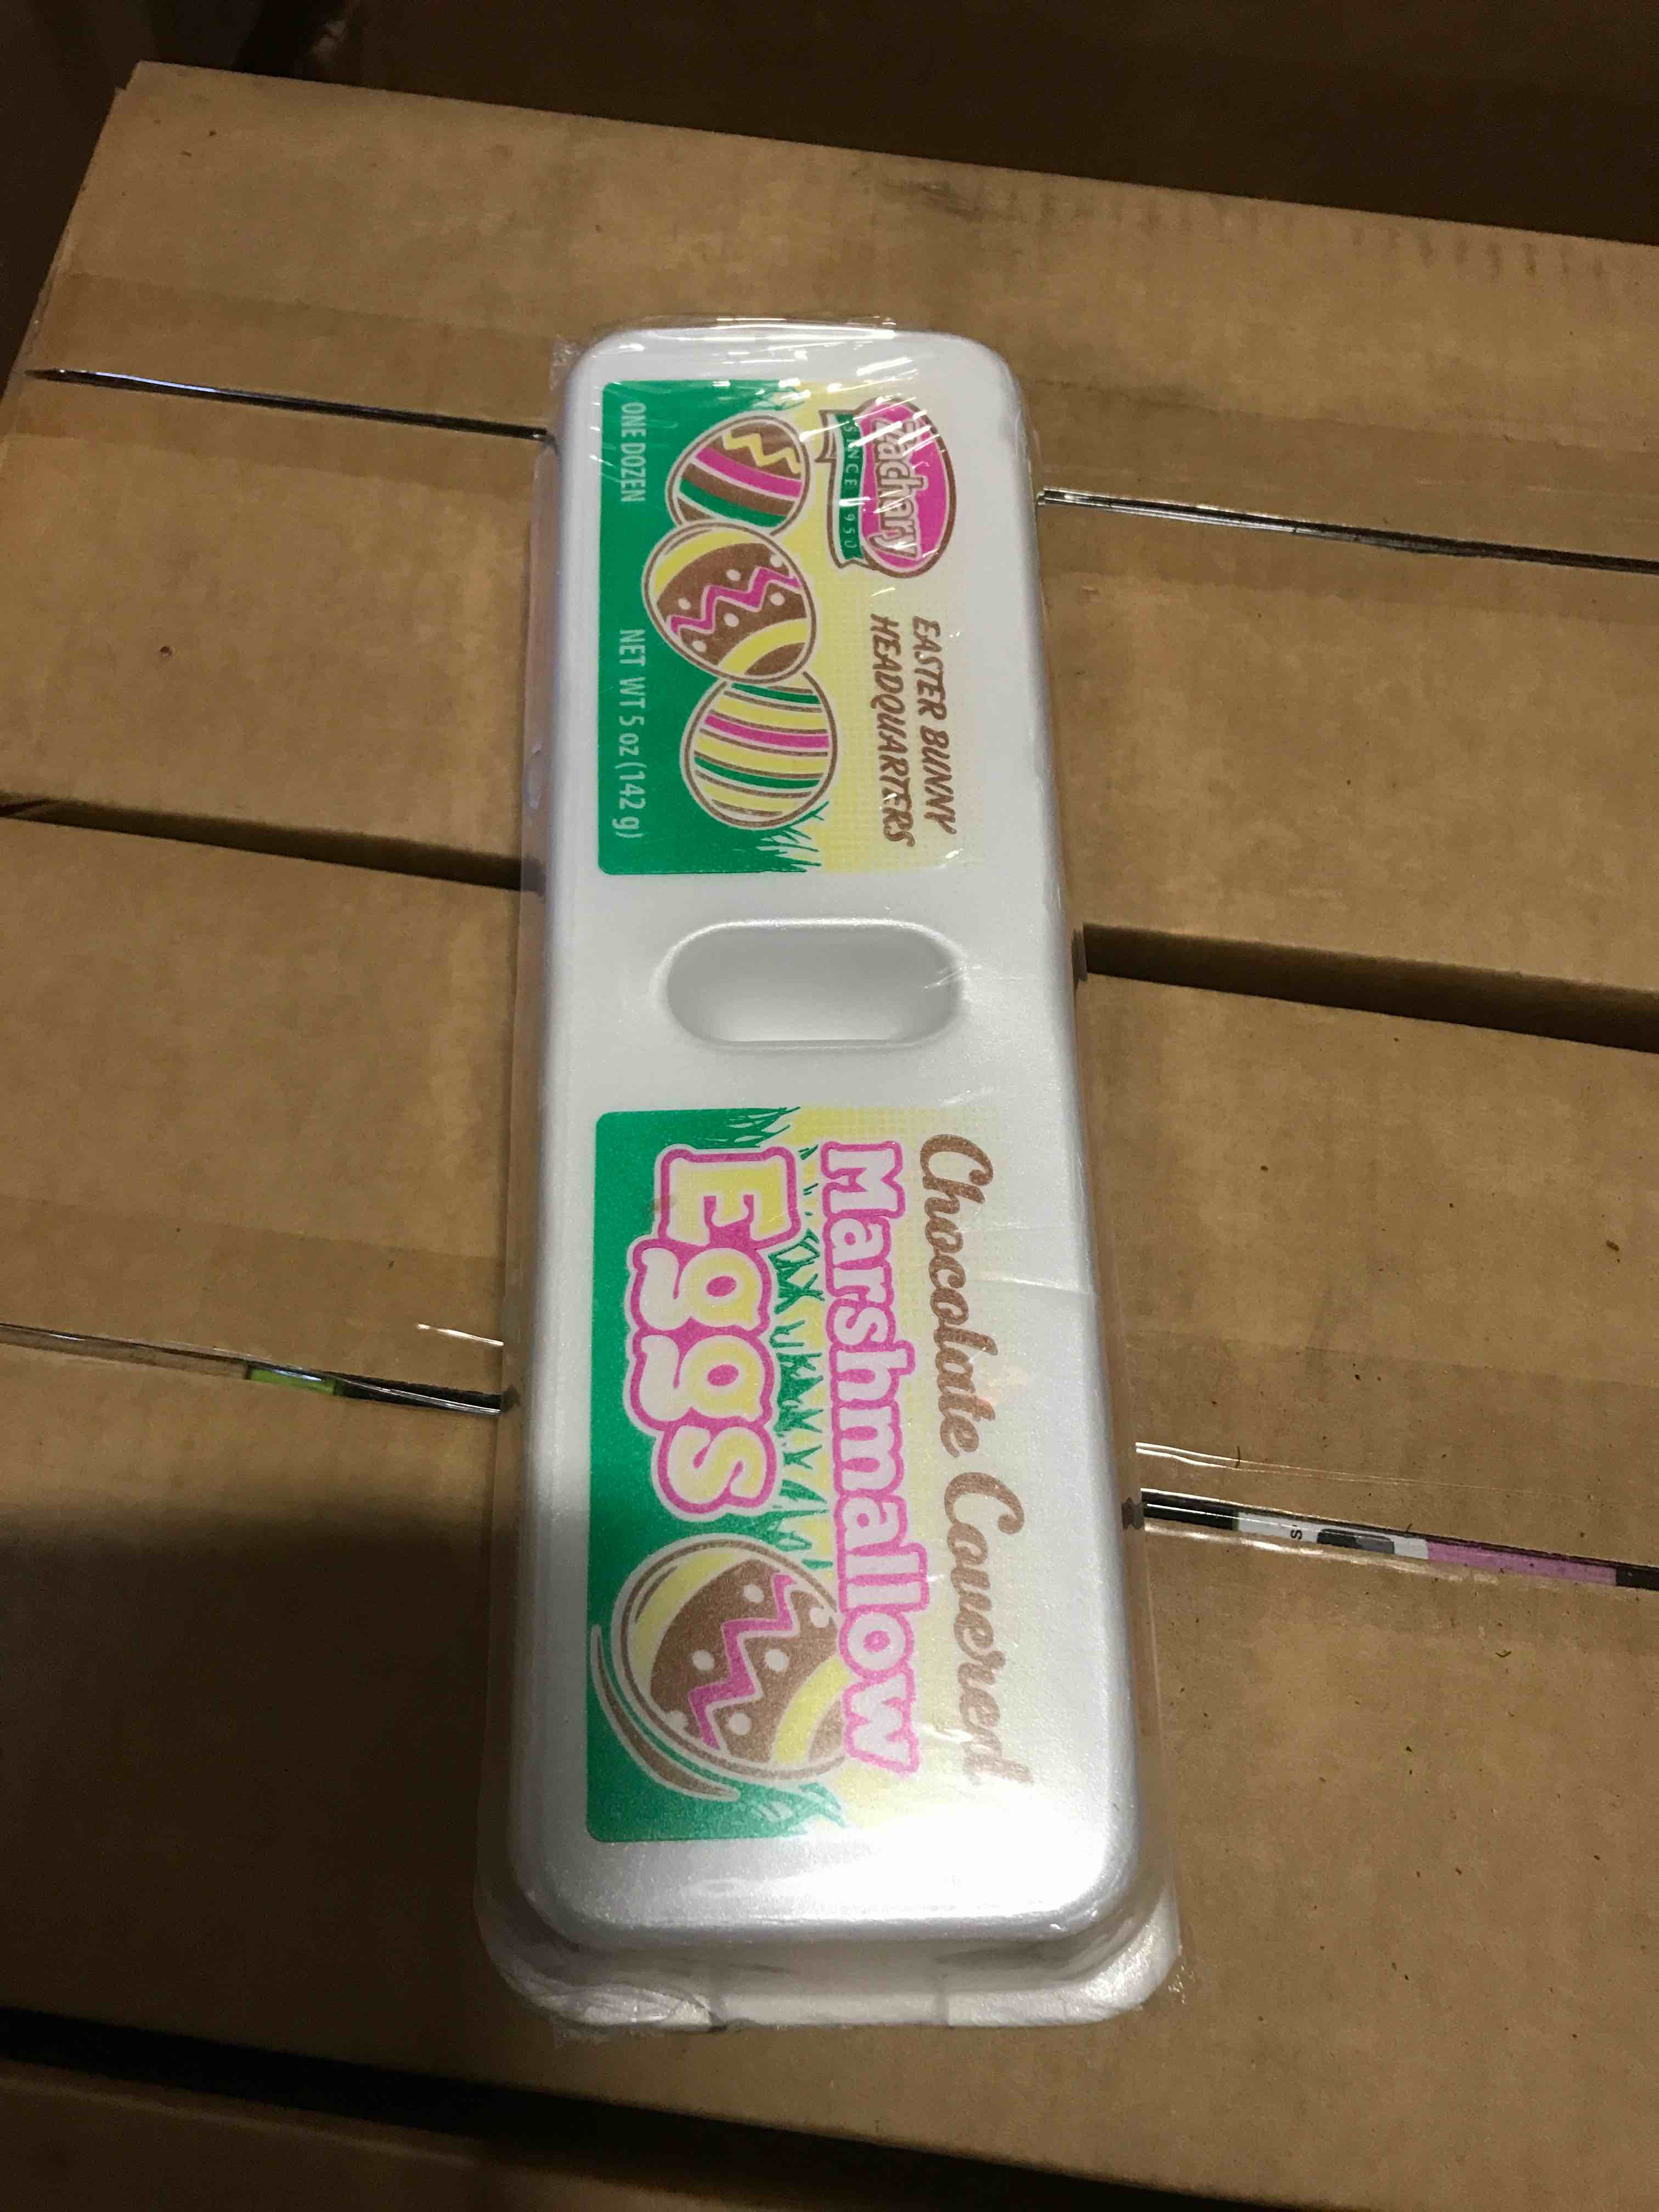 Zachary
SINCE 1950
EASTER BUNNY
HEADQUARTERS
ONE DOZEN
NET WT 5 oz (142 g)
Chocolate Covered
Marshmallow
Eggs